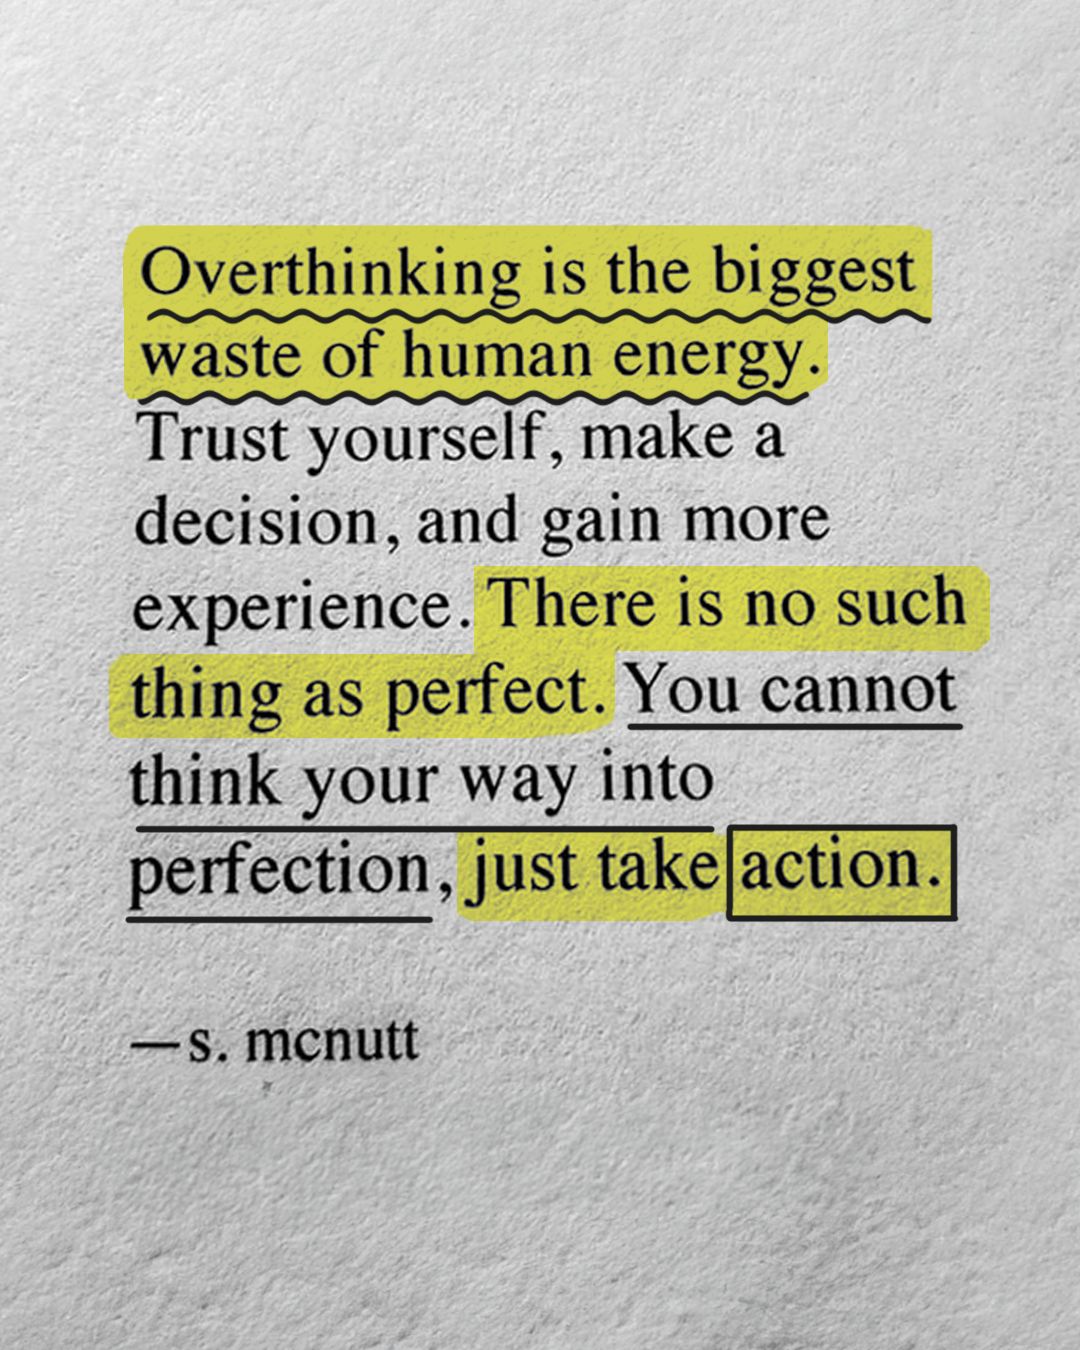 Overthinking is the biggest
waste of human energy.
Trust yourself, make a
decision, and gain more
experience. There is no such
thing as perfect. You cannot
think your way into
perfection, just take action.
—s. mcnutt